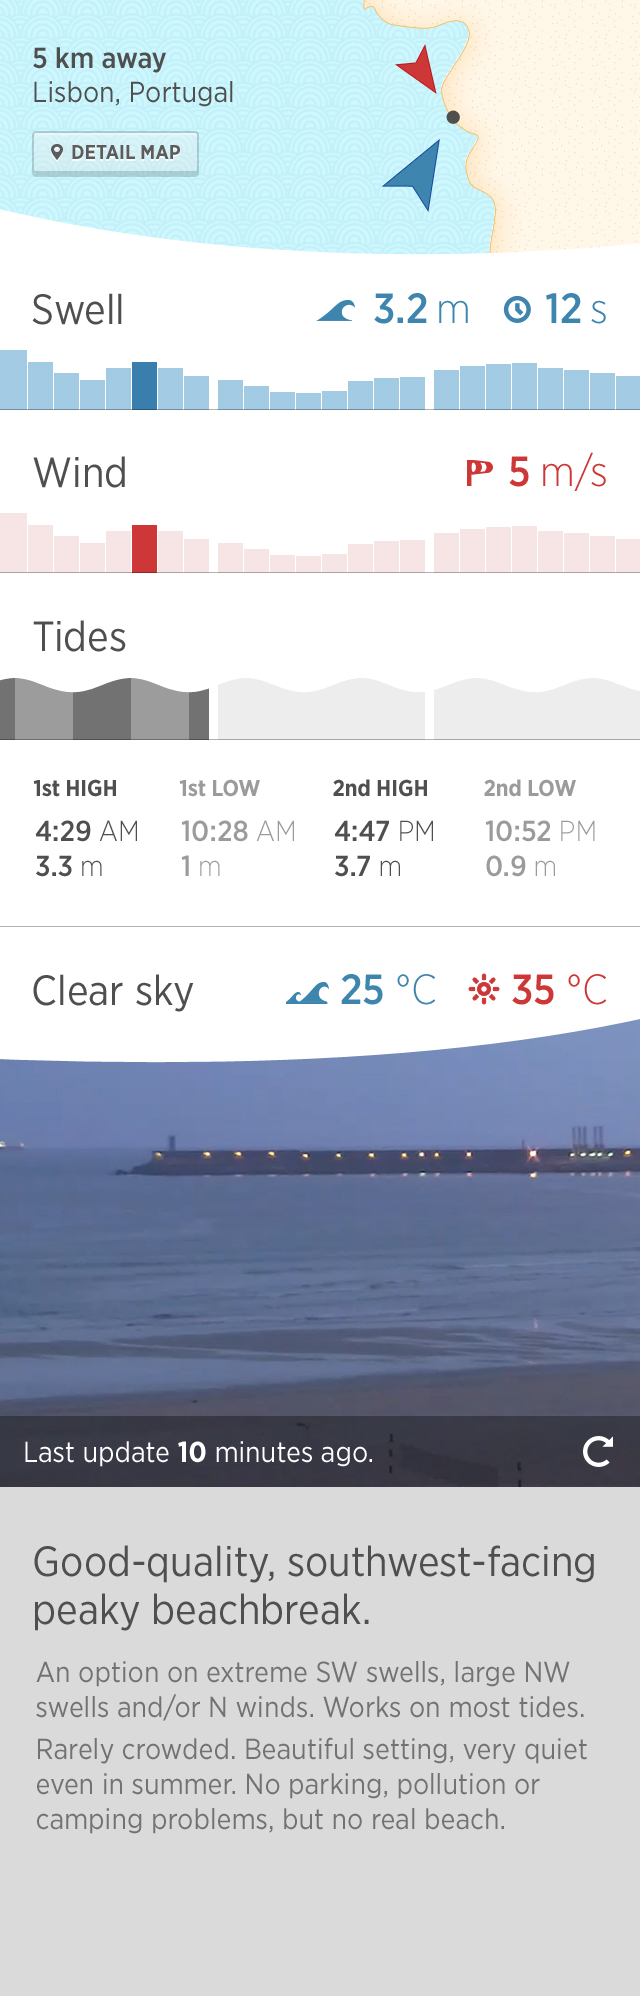 5 km away
Lisbon, Portugal
DETAIL MAP
Swell 3.2 m 12 s
Wind 5 m/s
Tides
1st HIGH 1st LOW 2nd HIGH 2nd LOW
4:29 AM 10:28 AM 4:47 PM 10:52 PM
3.3 m 1 m 3.7 m 0.9 m
Clear sky 25 °C 35 °C
Last update 10 minutes ago.
Good-quality, southwest-facing
peaky beachbreak.
An option on extreme SW swells, large NW
swells and/or N winds. Works on most tides.
Rarely crowded. Beautiful setting, very quiet
even in summer. No parking, pollution or
camping problems, but no real beach.